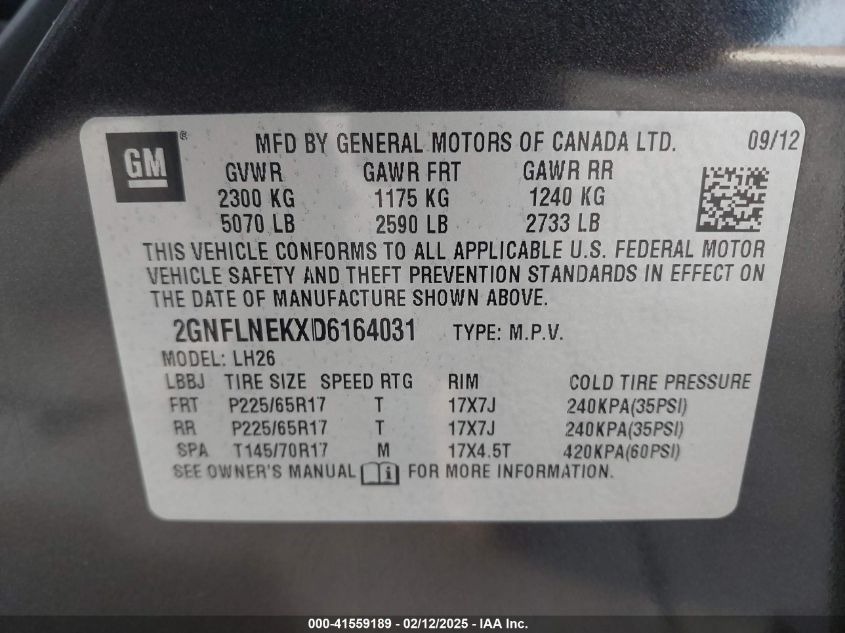 GM ® MFD BY GENERAL MOTORS OF CANADA LTD. 09/12
GVWR GAWR FRT GAWR RR
2300 KG 1175 KG 1240 KG
5070 LB 2590 LB 2733 LB
THIS VEHICLE CONFORMS TO ALL APPLICABLE U.S. FEDERAL MOTOR
VEHICLE SAFETY AND THEFT PREVENTION STANDARDS IN EFFECT ON
THE DATE OF MANUFACTURE SHOWN ABOVE.
2GNFLNEKXD6164031 TYPE: M.P.V.
MODEL: LH26
LBBJ TIRE SIZE SPEED RTG RIM COLD TIRE PRESSURE
FRT P225/65R17 T 17X7J 240KPA(35PSI)
RR P225/65R17 T 17X7J 240KPA(35PSI)
SPA T145/70R17 M 17X4.5T 420KPA(60PSI)
SEE OWNER'S MANUAL i FOR MORE INFORMATION.
000-41559189 - 02/12/2025 - IAA Inc.